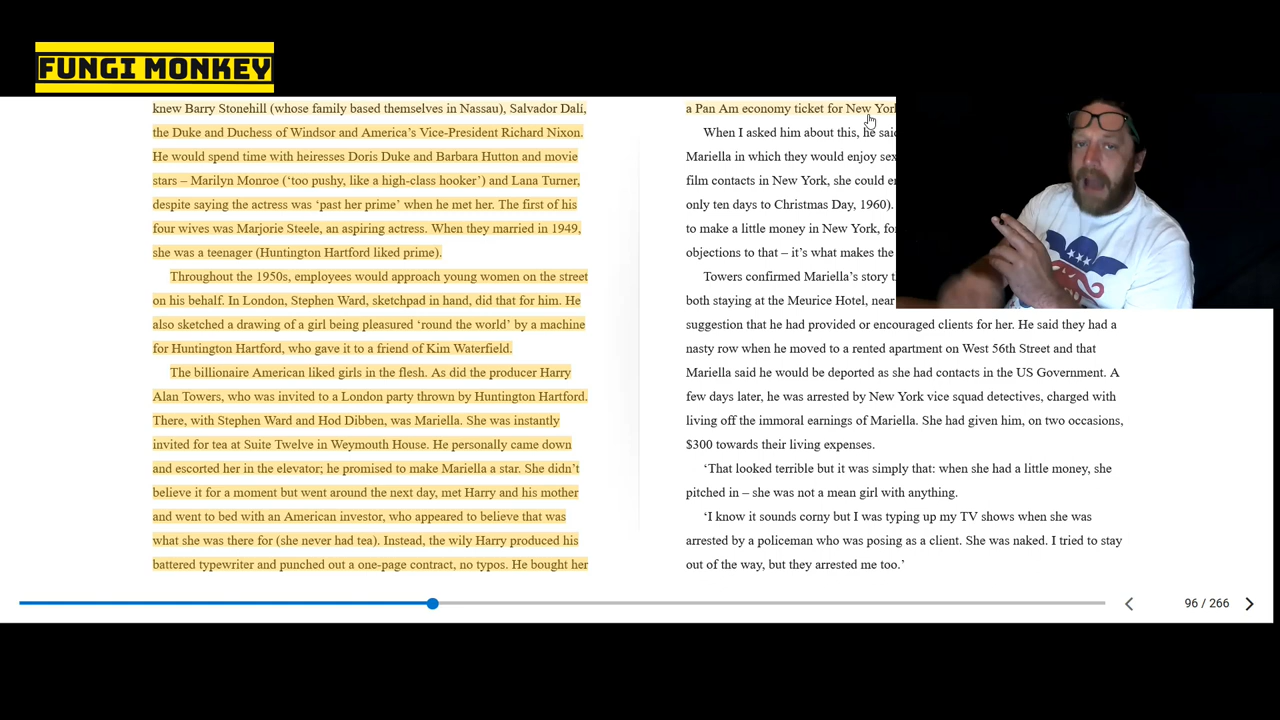 FUNGI MONKEY
knew Barry Stonehill (whose family based themselves in Nassau), Salvador Dalí,
the Duke and Duchess of Windsor and America’s Vice-President Richard Nixon.
He would spend time with heiresses Doris Duke and Barbara Hutton and movie
stars – Marilyn Monroe (‘too pushy, like a high-class hooker’) and Lana Turner,
despite saying the actress was ‘past her prime’ when he met her. The first of his
four wives was Marjorie Steele, an aspiring actress. When they married in 1949,
she was a teenager (Huntington Hartford liked prime).
Throughout the 1950s, employees would approach young women on the street
on his behalf. In London, Stephen Ward, sketchpad in hand, did that for him. He
also sketched a drawing of a girl being pleasured ‘round the world’ by a machine
for Huntington Hartford, who gave it to a friend of Kim Waterfield.
The billionaire American liked girls in the flesh. As did the producer Harry
Alan Towers, who was invited to a London party thrown by Huntington Hartford.
There, with Stephen Ward and Hod Dibben, was Mariella. She was instantly
invited for tea at Suite Twelve in Weymouth House. He personally came down
and escorted her in the elevator; he promised to make Mariella a star. She didn’t
believe it for a moment but went around the next day, met Harry and his mother
and went to bed with an American investor, who appeared to believe that was
what she was there for (she never had tea). Instead, the wily Harry produced his
battered typewriter and punched out a one-page contract, no typos. He bought her
a Pan Am economy ticket for New York
When I asked him about this, he said
Mariella in which they would enjoy sex
film contacts in New York, she could
only ten days to Christmas Day, 1960).
to make a little money in New York,
objections to that – it’s what makes the
Towers confirmed Mariella’s story
both staying at the Meurice Hotel, near
suggestion that he had provided or encouraged clients for her. He said they had a
nasty row when he moved to a rented apartment on West 56th Street and that
Mariella said he would be deported as she had contacts in the US Government. A
few days later, he was arrested by New York vice squad detectives, charged with
living off the immoral earnings of Mariella. She had given him, on two occasions,
$300 towards their living expenses.
‘That looked terrible but it was simply that: when she had a little money, she
pitched in – she was not a mean girl with anything.
‘I know it sounds corny but I was typing up my TV shows when she was
arrested by a policeman who was posing as a client. She was naked. I tried to stay
out of the way, but they arrested me too.’
96 / 266